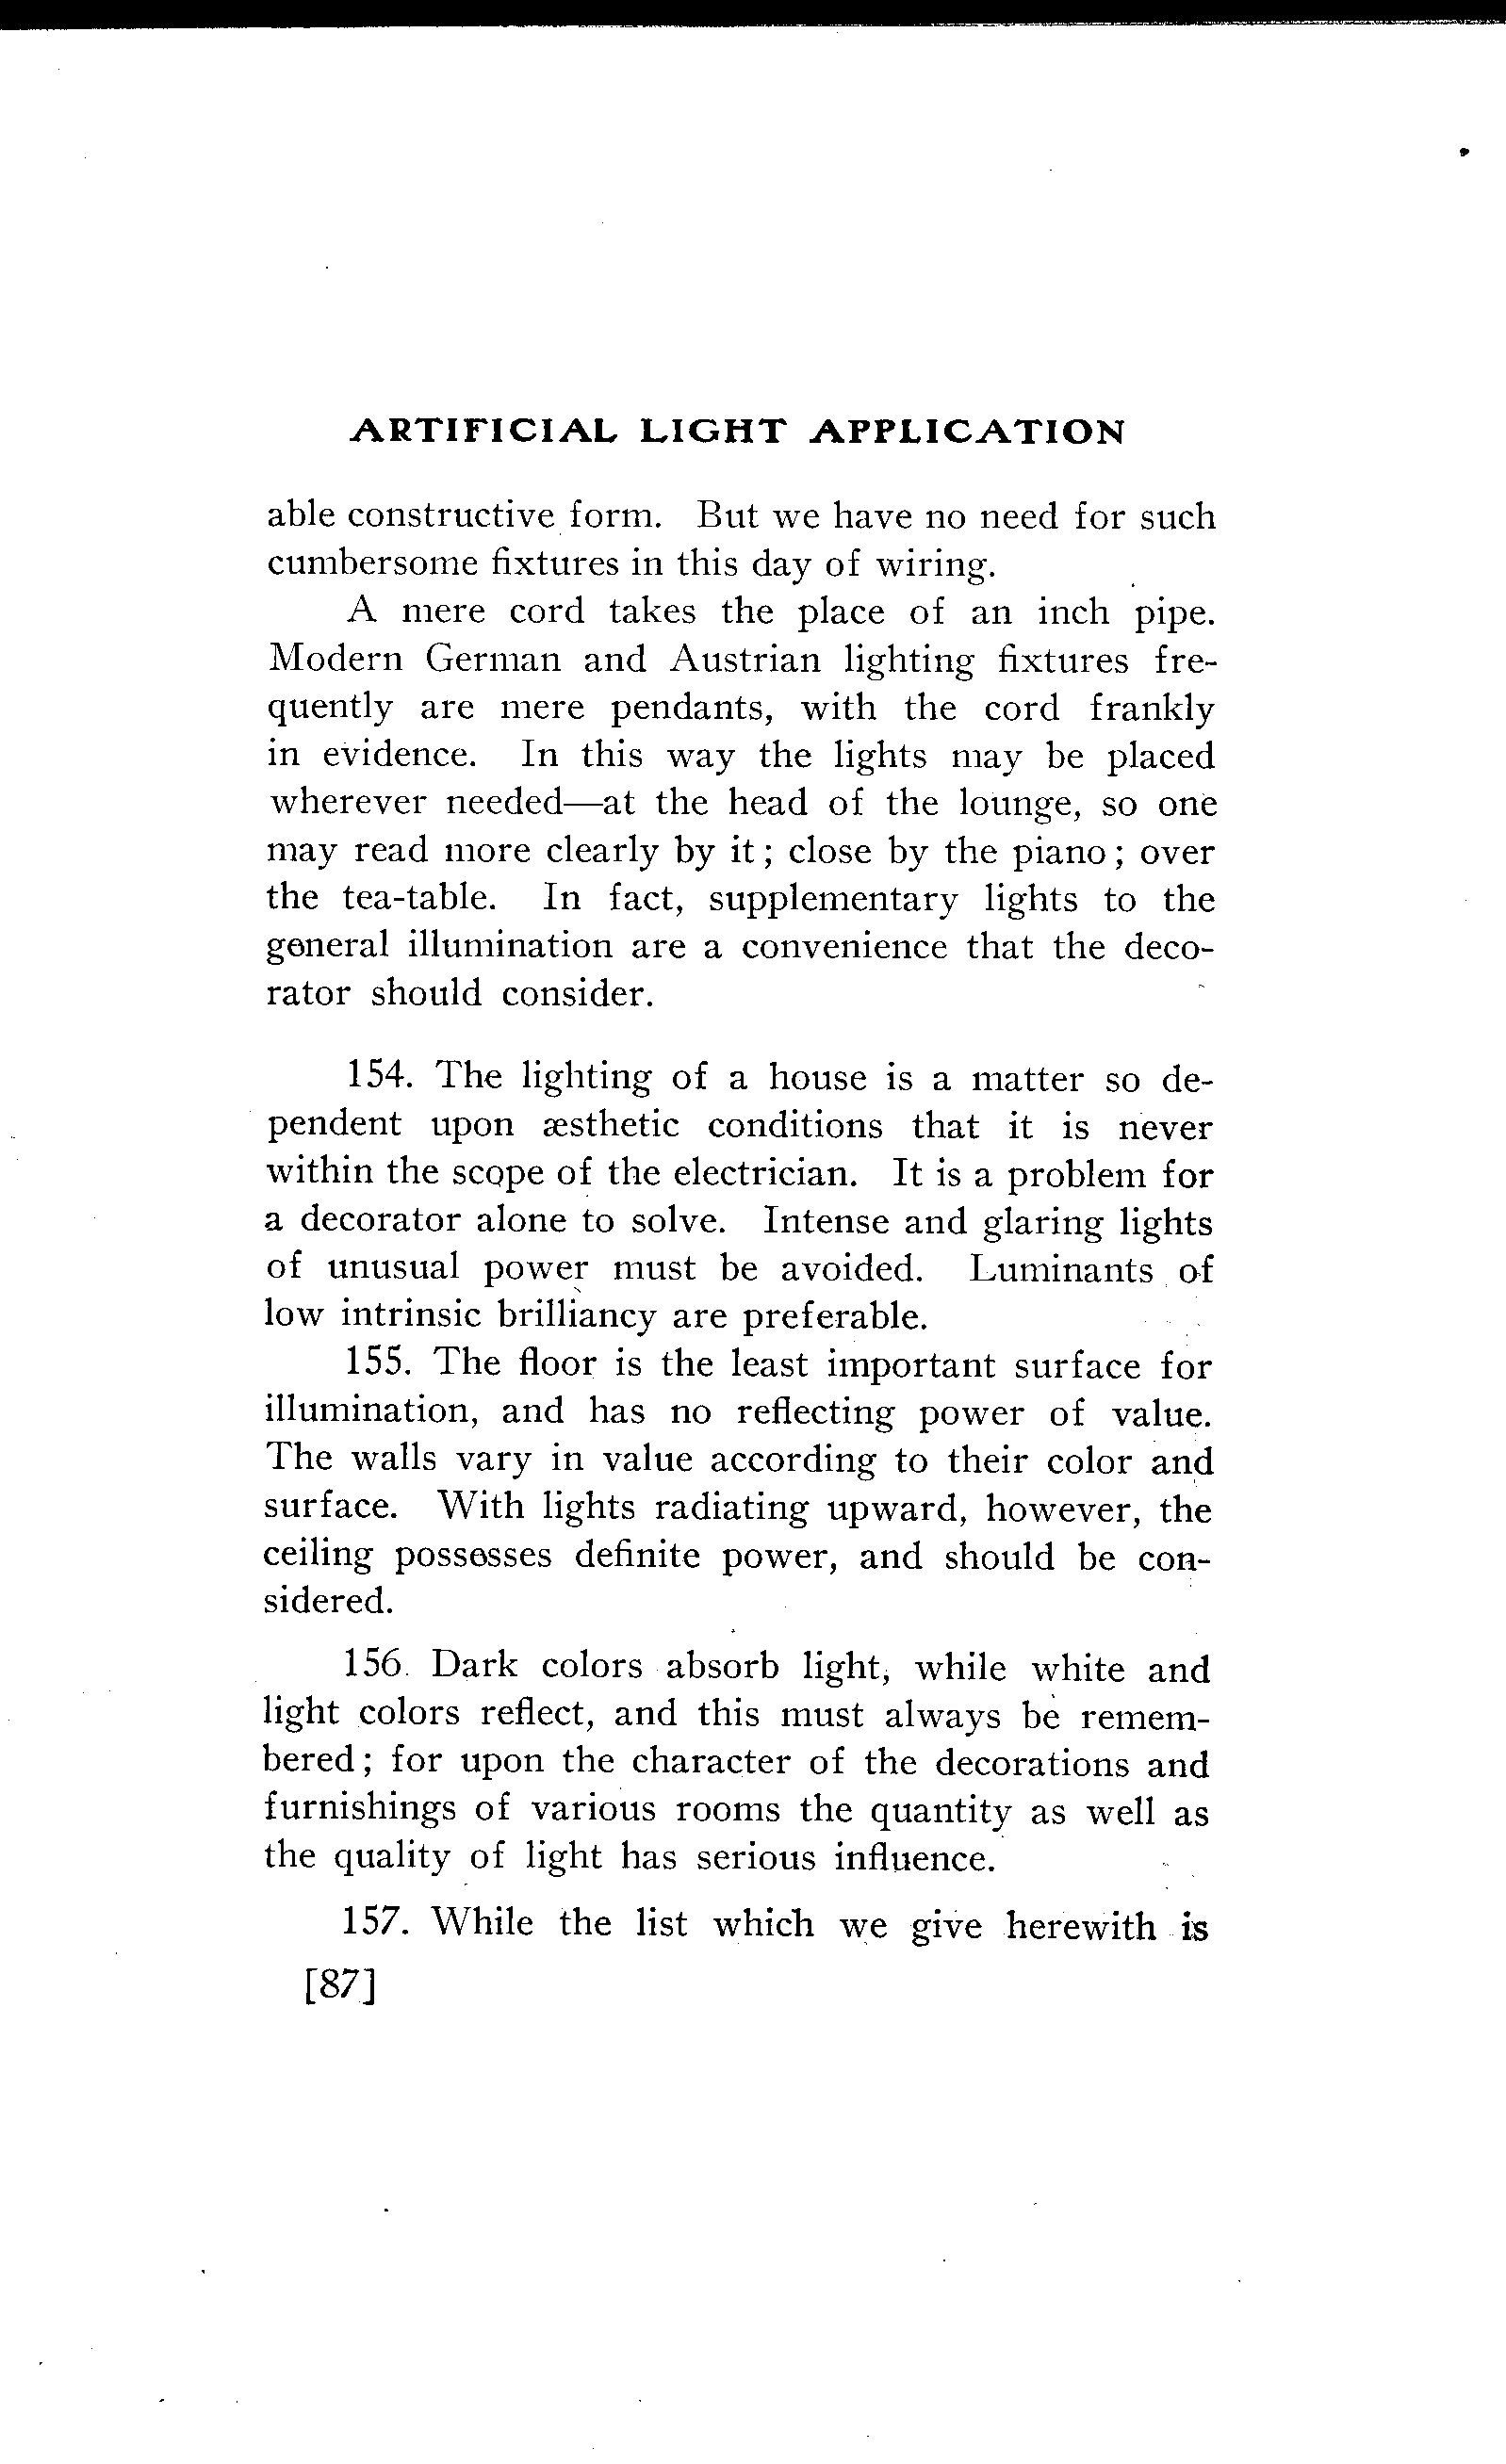 ARTIFICIAL LIGHT APPLICATION
able constructive form. But we have no need for such
cumbersome fixtures in this day of wiring.
A mere cord takes the place of an inch pipe.
Modern German and Austrian lighting fixtures fre-
quently are mere pendants, with the cord frankly
in evidence. In this way the lights may be placed
wherever needed—at the head of the lounge, so one
may read more clearly by it; close by the piano; over
the tea-table. In fact, supplementary lights to the
general illumination are a convenience that the deco-
rator should consider.
154. The lighting of a house is a matter so de-
pendent upon æsthetic conditions that it is never
within the scope of the electrician. It is a problem for
a decorator alone to solve. Intense and glaring lights
of unusual power must be avoided. Luminants of
low intrinsic brilliancy are preferable.
155. The floor is the least important surface for
illumination, and has no reflecting power of value.
The walls vary in value according to their color and
surface. With lights radiating upward, however, the
ceiling possesses definite power, and should be con-
sidered.
156. Dark colors absorb light, while white and
light colors reflect, and this must always be remem-
bered; for upon the character of the decorations and
furnishings of various rooms the quantity as well as
the quality of light has serious influence.
157. While the list which we give herewith is
[87]